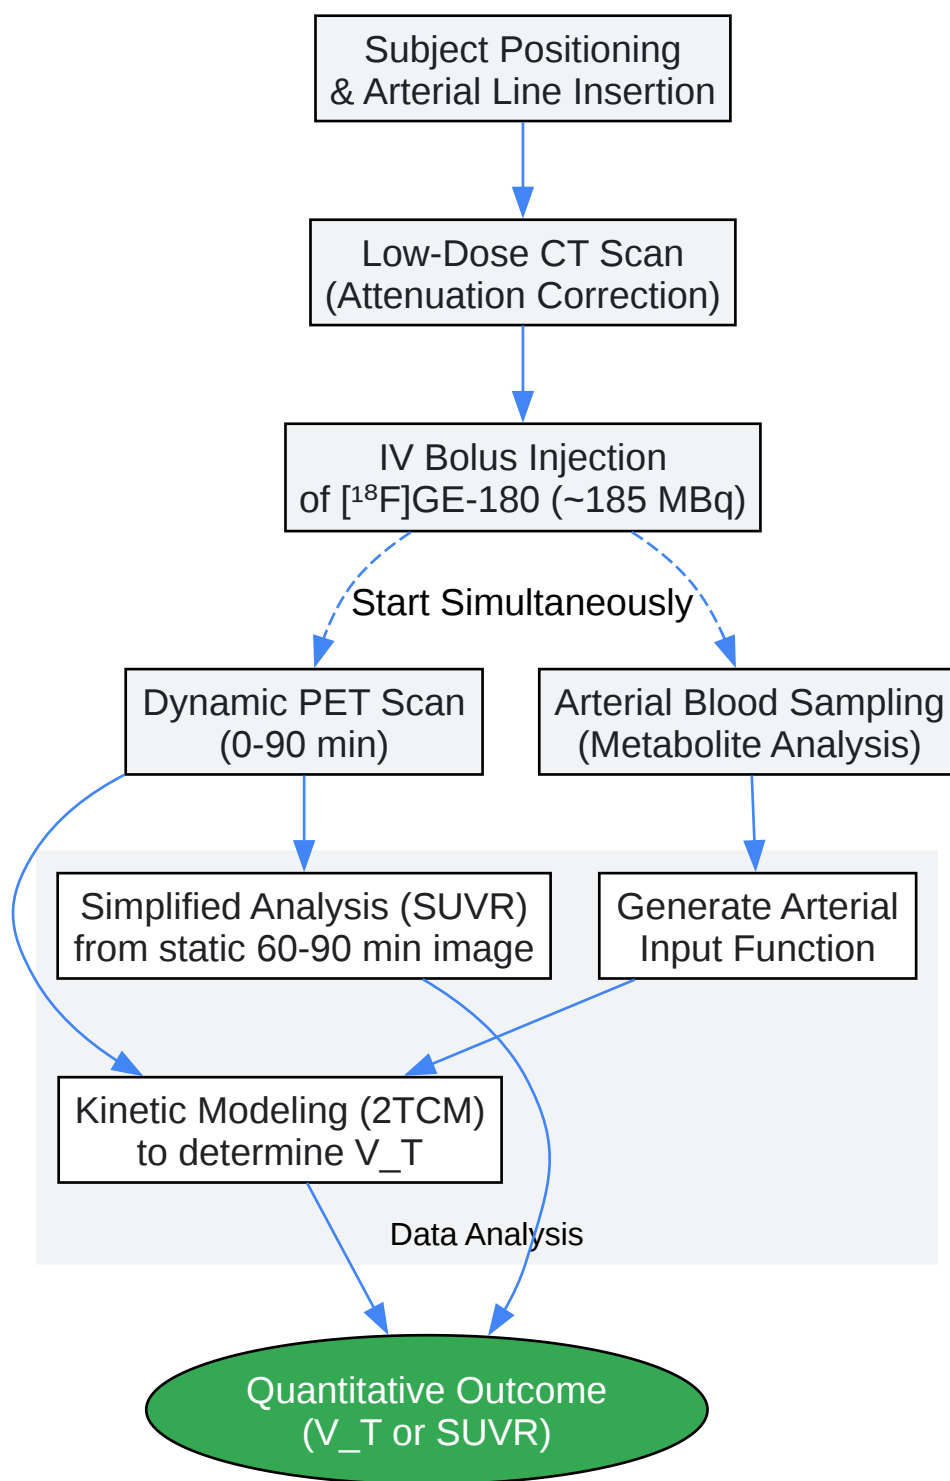 Subject Positioning
& Arterial Line Insertion
Low-Dose CT Scan
(Attenuation Correction)
IV Bolus Injection
of [¹⁸F]GE-180 (~185 MBq)
Start Simultaneously
Dynamic PET Scan
(0-90 min)
Arterial Blood Sampling
(Metabolite Analysis)
Simplified Analysis (SUVR)
from static 60-90 min image
Generate Arterial
Input Function
Kinetic Modeling (2TCM)
to determine V_T
Data Analysis
Quantitative Outcome
(V_T or SUVR)